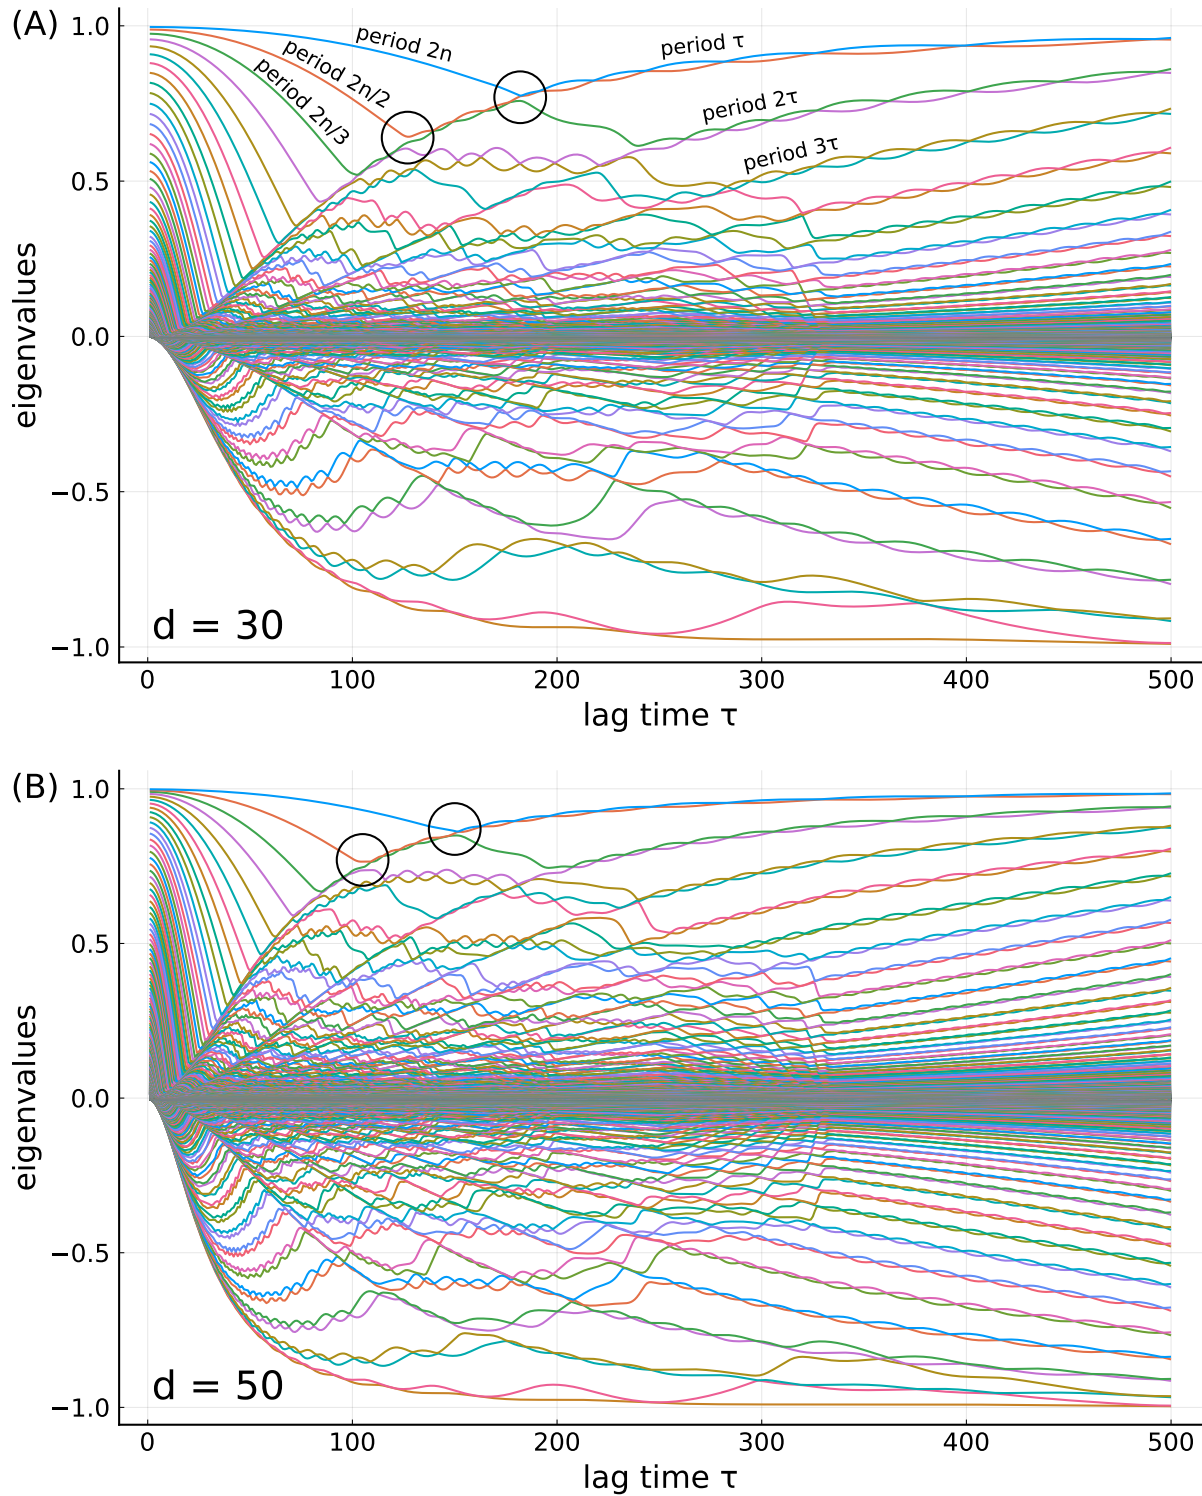 (A)
1.0
0.5
0.0
−0.5
−1.0
eigenvalues
period 2n
period 2n/2
period 2n/3
period τ
period 2τ
period 3τ
d = 30
0 100 200 300 400 500
lag time τ
(B)
1.0
0.5
0.0
−0.5
−1.0
eigenvalues
d = 50
0 100 200 300 400 500
lag time τ